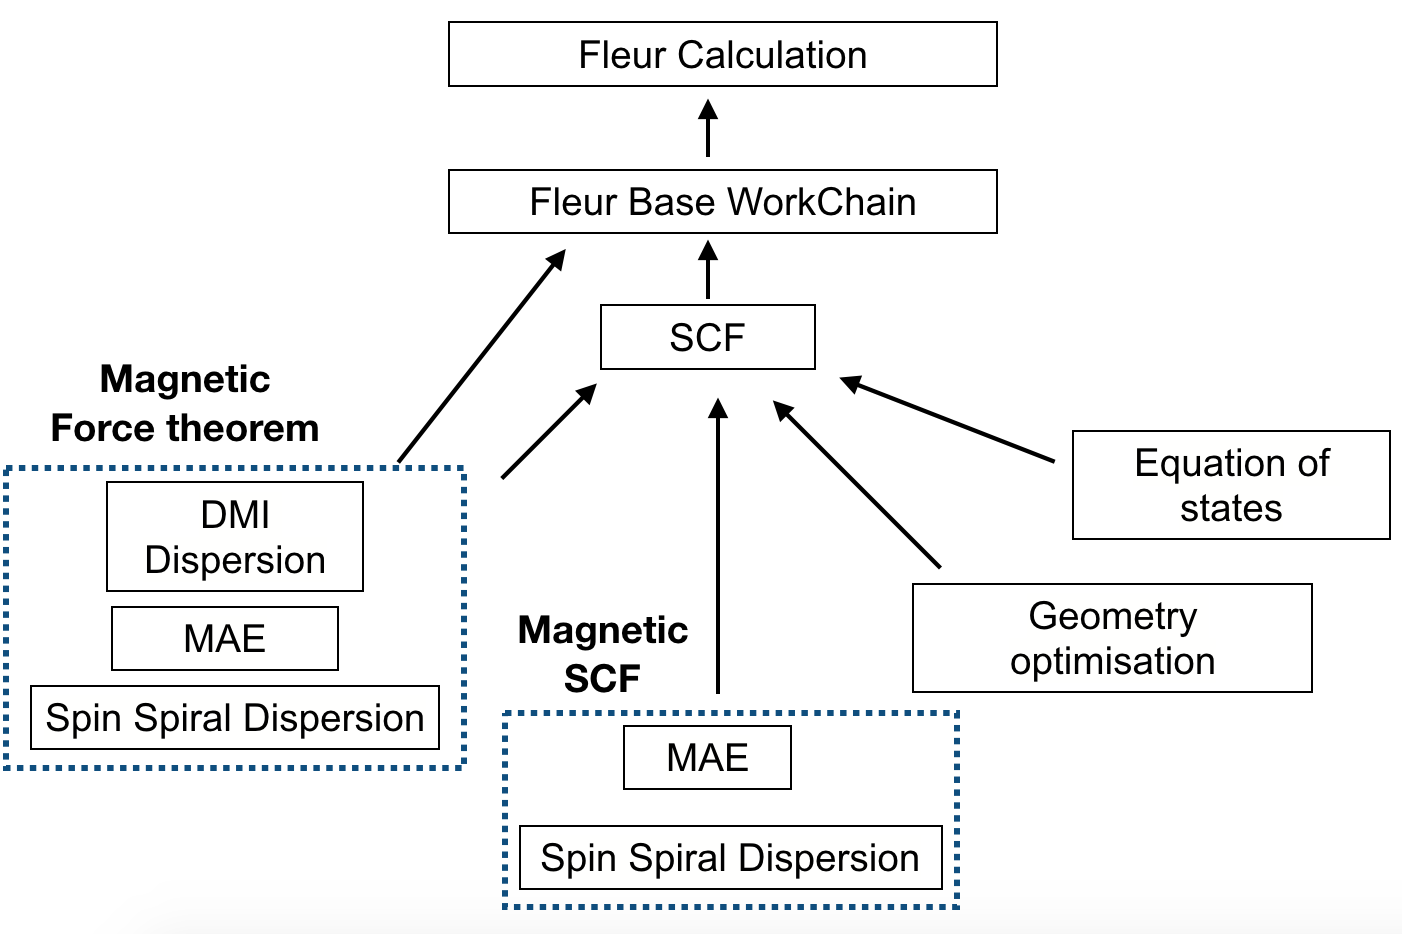 Fleur Calculation
Fleur Base WorkChain
SCF
Magnetic
Force theorem
DMI
Dispersion
MAE
Spin Spiral Dispersion
Magnetic
SCF
MAE
Spin Spiral Dispersion
Equation of
states
Geometry
optimisation